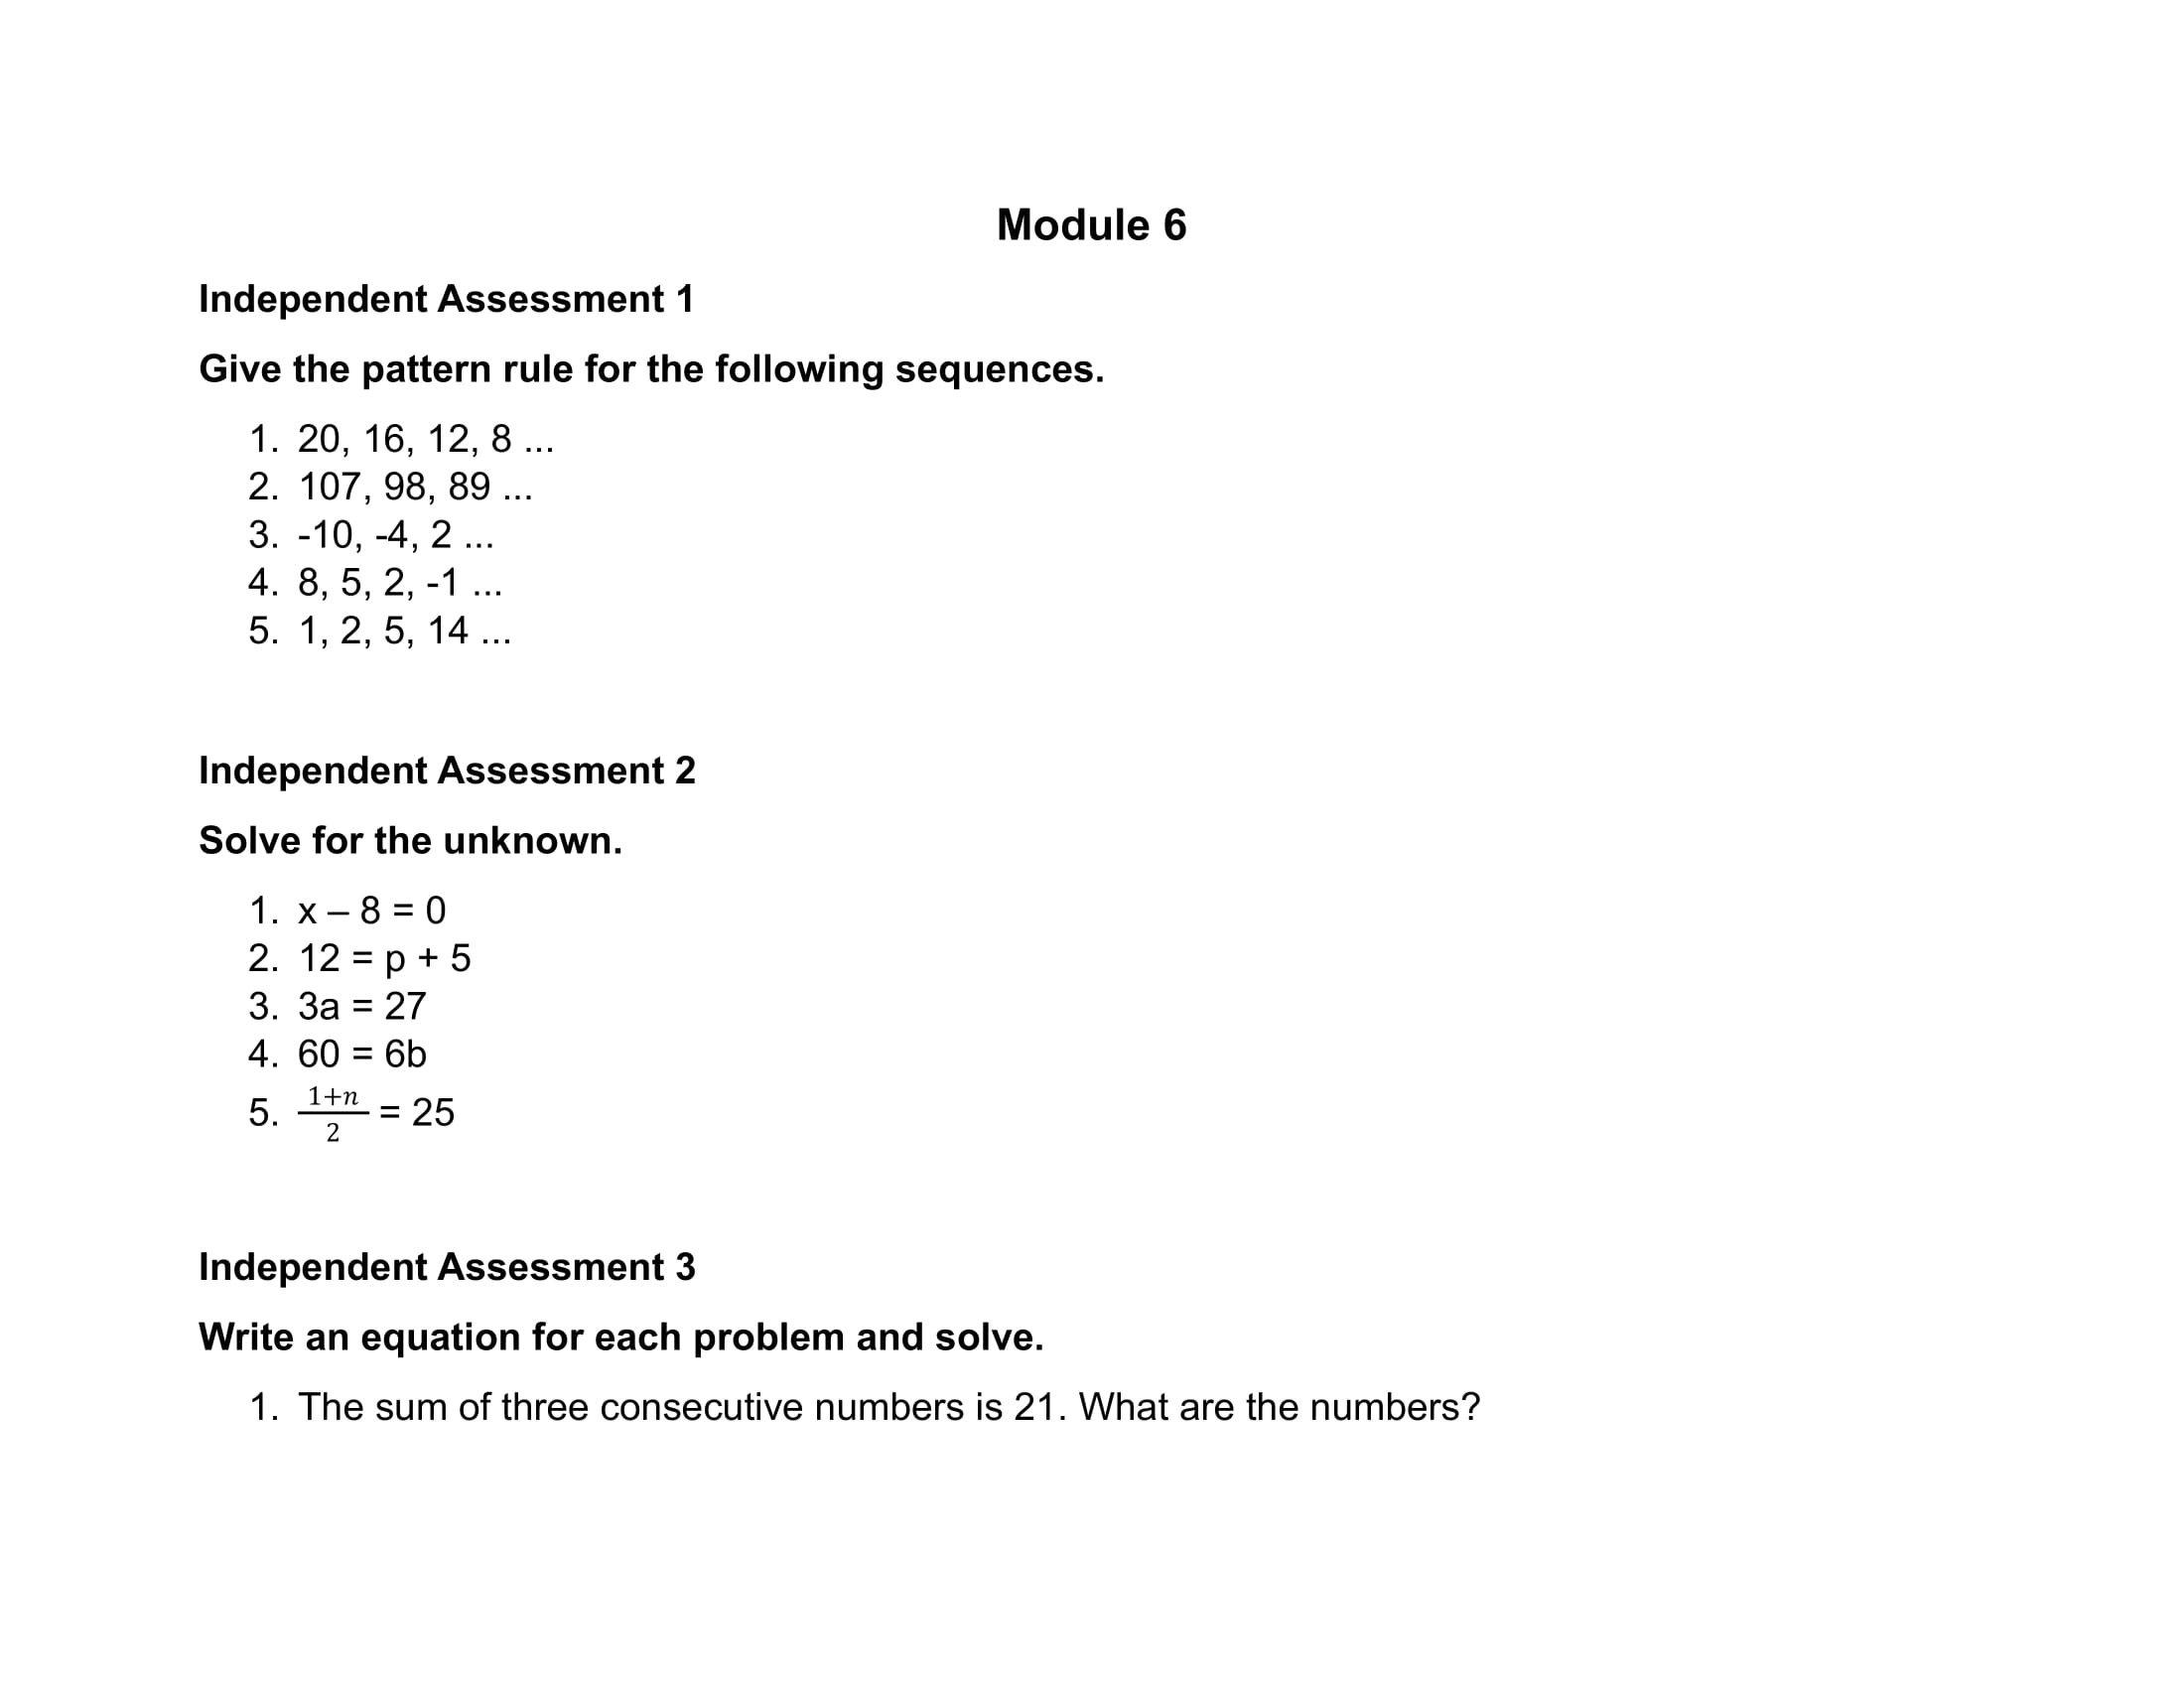 Module 6
Independent Assessment 1
Give the pattern rule for the following sequences.
1. 20, 16, 12, 8 ...
2. 107, 98, 89 ...
3. -10, -4, 2 ...
4. 8, 5, 2, -1 ...
5. 1, 2, 5, 14 ...
Independent Assessment 2
Solve for the unknown.
1. x – 8 = 0
2. 12 = p + 5
3. 3a = 27
4. 60 = 6b
5. \frac{1+n}{2} = 25
Independent Assessment 3
Write an equation for each problem and solve.
1. The sum of three consecutive numbers is 21. What are the numbers?